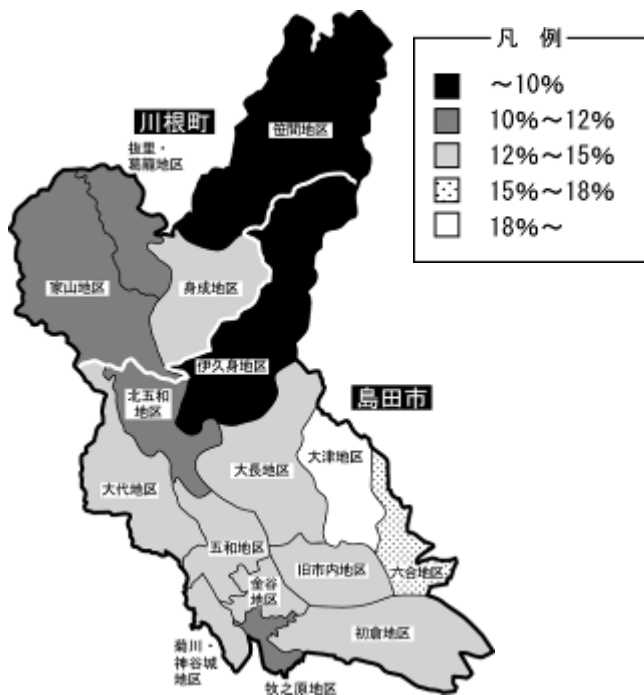 凡 例
～10%
10%～12%
12%～15%
15%～18%
18%～
川根町
笹間地区
抜里・
葛籠地区
家山地区
身成地区
伊久身地区
北五和
地区
島田市
大長地区
大津地区
大代地区
五和地区
旧市内地区
六合地区
金谷
地区
初倉地区
菊川・
神谷城
地区
牧之原地区